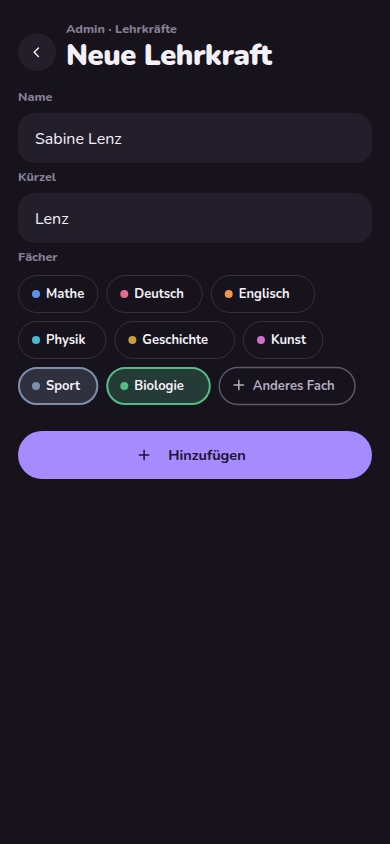 Admin · Lehrkräfte
Neue Lehrkraft
Name
Sabine Lenz
Kürzel
Lenz
Fächer
Mathe Deutsch Englisch
Physik Geschichte Kunst
Sport Biologie + Anderes Fach
+ Hinzufügen